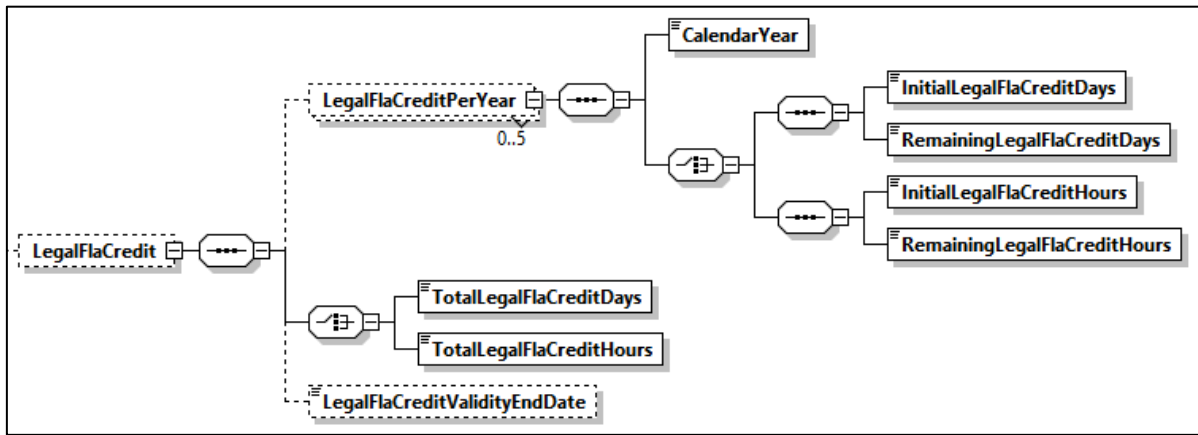 CalendarYear
LegalFlaCreditPerYear
0..5
InitialLegalFlaCreditDays
RemainingLegalFlaCreditDays
InitialLegalFlaCreditHours
RemainingLegalFlaCreditHours
LegalFlaCredit
TotalLegalFlaCreditDays
TotalLegalFlaCreditHours
LegalFlaCreditValidityEndDate